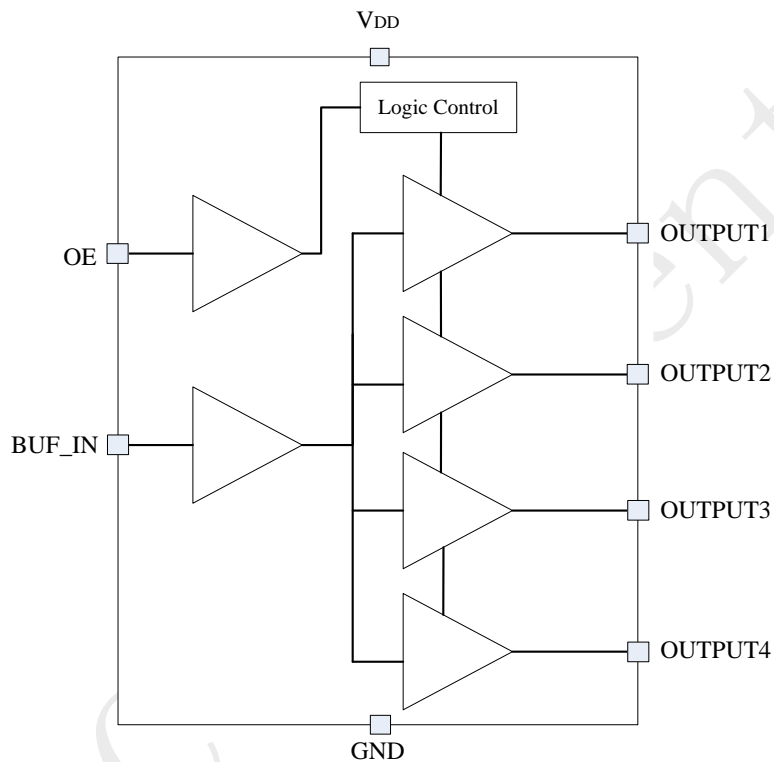 VDD
Logic Control
OE
OUTPUT1
OUTPUT2
BUF_IN
OUTPUT3
OUTPUT4
GND